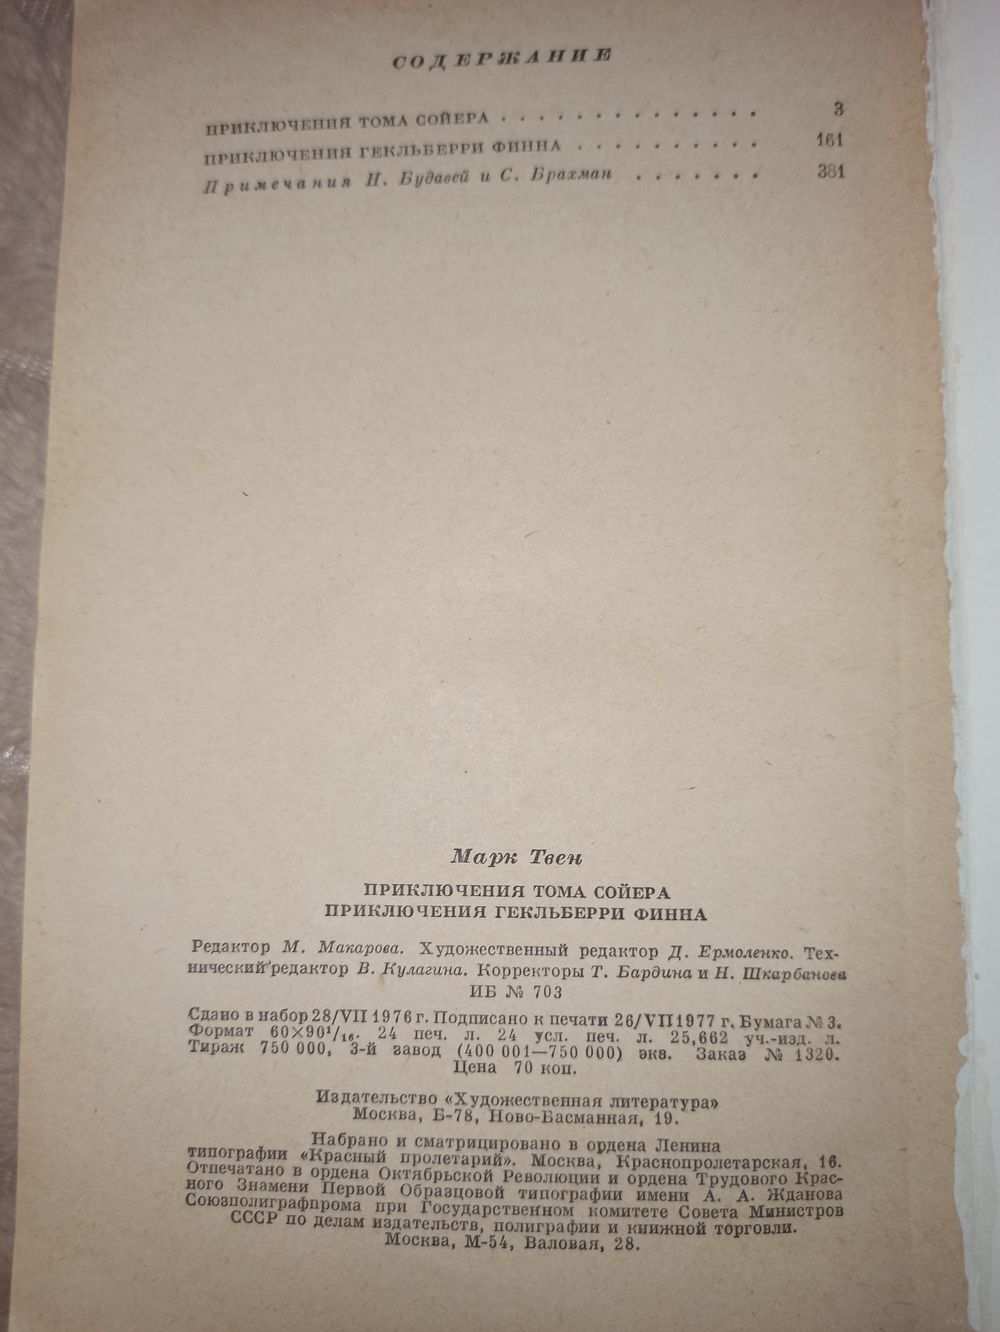 СОДЕРЖАНИЕ
ПРИКЛЮЧЕНИЯ ТОМА СОЙЕРА . . . . . . . . . . . . . . 3
ПРИКЛЮЧЕНИЯ ГЕКЛЬБЕРРИ ФИННА . . . . . . . . . . 161
Примечания Н. Будавей и С. Брахман . . . . . . . 381
Марк Твен
ПРИКЛЮЧЕНИЯ ТОМА СОЙЕРА
ПРИКЛЮЧЕНИЯ ГЕКЛЬБЕРРИ ФИННА
Редактор М. Макарова. Художественный редактор Д. Ермоленко. Тех-
нический редактор В. Кулагина. Корректоры Т. Бардина и Н. Шкарбанова
ИБ № 703
Сдано в набор 28/VII 1976 г. Подписано к печати 26/VII 1977 г. Бумага № 3.
Формат 60×90¹/₁₆. 24 печ. л. 24 усл. печ. л. 25,662 уч.-изд. л.
Тираж 750 000, 3-й завод (400 001—750 000) экз. Заказ № 1320.
Цена 70 коп.
Издательство «Художественная литература»
Москва, Б-78, Ново-Басманная, 19.
Набрано и сматрицировано в ордена Ленина
типографии «Красный пролетарий». Москва, Краснопролетарская, 16.
Отпечатано в ордена Октябрьской Революции и ордена Трудового Крас-
ного Знамени Первой Образцовой типографии имени А. А. Жданова
Союзполиграфпрома при Государственном комитете Совета Министров
СССР по делам издательств, полиграфии и книжной торговли.
Москва, М-54, Валовая, 28.